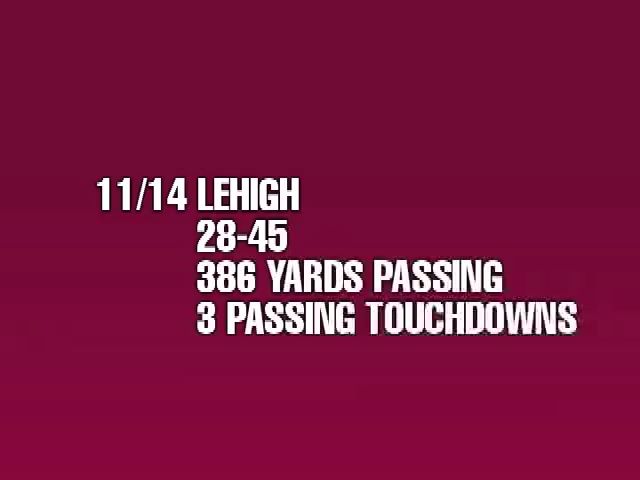 11/14 LEHIGH
28-45
386 YARDS PASSING
3 PASSING TOUCHDOWNS